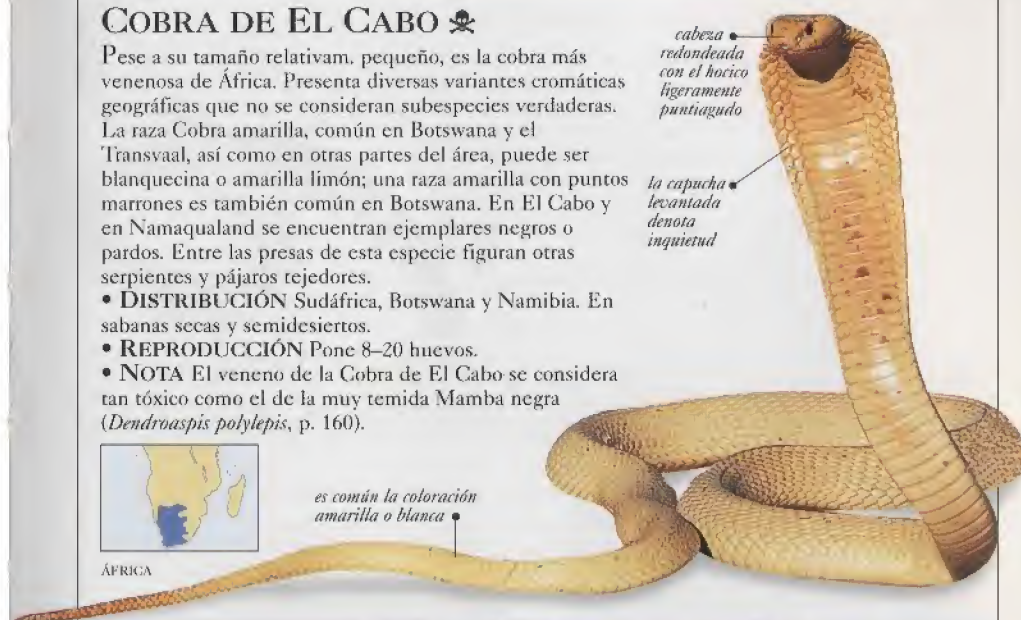 COBRA DE EL CABO ☠
Pese a su tamaño relativam. pequeño, es la cobra más
venenosa de África. Presenta diversas variantes cromáticas
geográficas que no se consideran subespecies verdaderas.
La raza Cobra amarilla, común en Botswana y el
Transvaal, así como en otras partes del área, puede ser
blanquecina o amarilla limón; una raza amarilla con puntos
marrones es también común en Botswana. En El Cabo y
en Namaqualand se encuentran ejemplares negros o
pardos. Entre las presas de esta especie figuran otras
serpientes y pájaros tejedores.
• DISTRIBUCIÓN Sudáfrica, Botswana y Namibia. En
sabanas secas y semidesiertos.
• REPRODUCCIÓN Pone 8–20 huevos.
• NOTA El veneno de la Cobra de El Cabo se considera
tan tóxico como el de la muy temida Mamba negra
(Dendroaspis polylepis, p. 160).
cabeza
redondeada
con el hocico
ligeramente
puntiagudo
la capucha
levantada
denota
inquietud
es común la coloración
amarilla o blanca
ÁFRICA